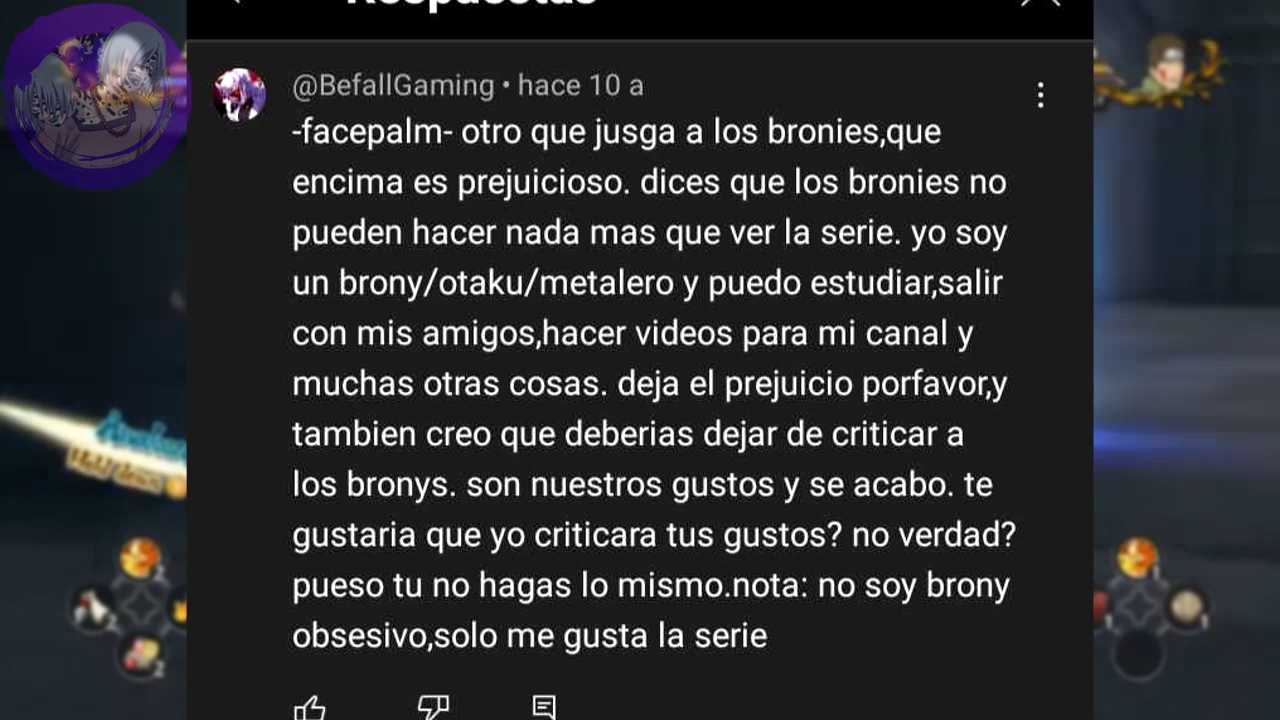 Respuestas
@BefallGaming • hace 10 a
-facepalm- otro que jusga a los bronies,que
encima es prejuicioso. dices que los bronies no
pueden hacer nada mas que ver la serie. yo soy
un brony/otaku/metalero y puedo estudiar,salir
con mis amigos,hacer videos para mi canal y
muchas otras cosas. deja el prejuicio porfavor,y
tambien creo que deberias dejar de criticar a
los bronys. son nuestros gustos y se acabo. te
gustaria que yo criticara tus gustos? no verdad?
pueso tu no hagas lo mismo.nota: no soy brony
obsesivo,solo me gusta la serie